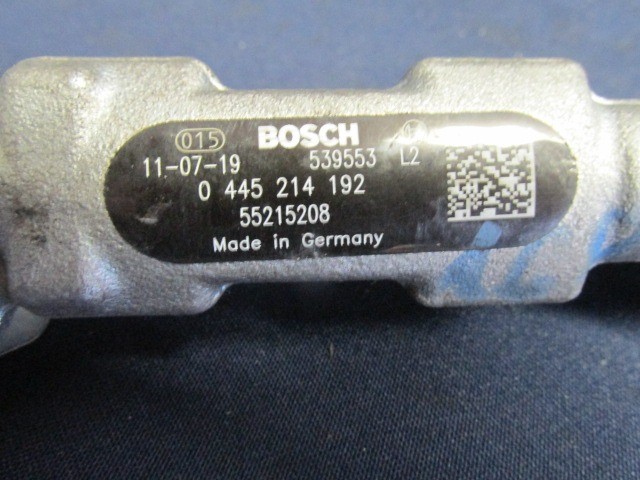 015 BOSCH
11-07-19 539553 L2
0 445 214 192
55215208
Made in Germany